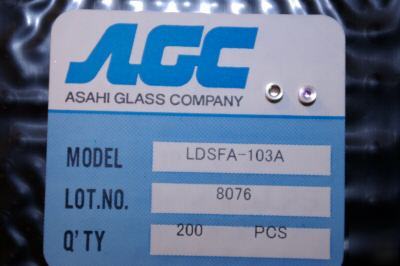 AGC
ASAHI GLASS COMPANY
MODEL LDSFA-103A
LOT.NO. 8076
Q'TY 200 PCS